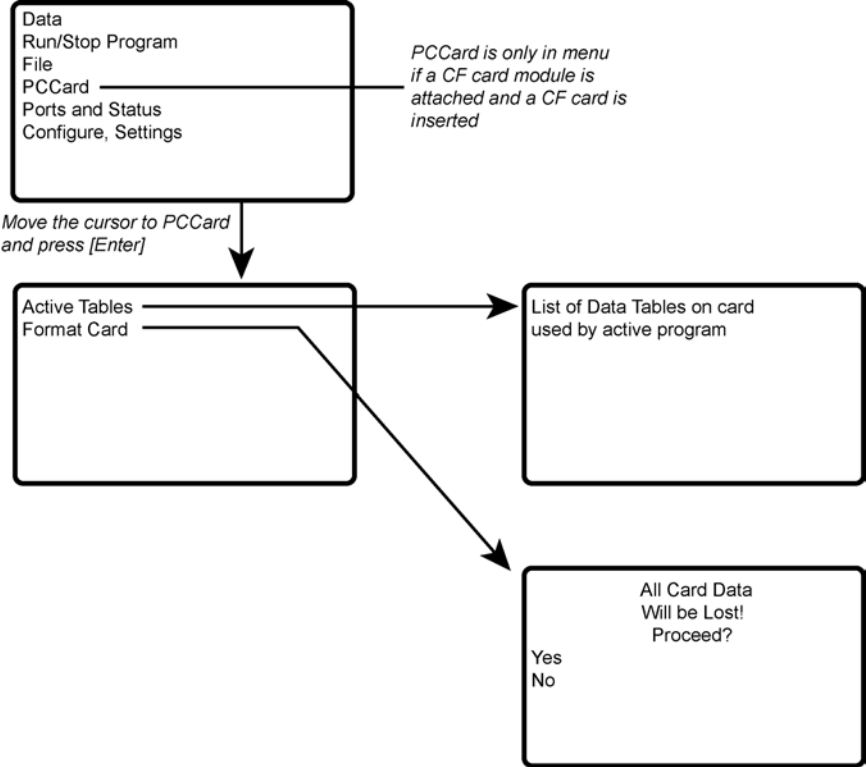 Data
Run/Stop Program
File
PCCard
Ports and Status
Configure, Settings
PCCard is only in menu
if a CF card module is
attached and a CF card is
inserted
Move the cursor to PCCard
and press [Enter]
Active Tables
Format Card
List of Data Tables on card
used by active program
All Card Data
Will be Lost!
Proceed?
Yes
No